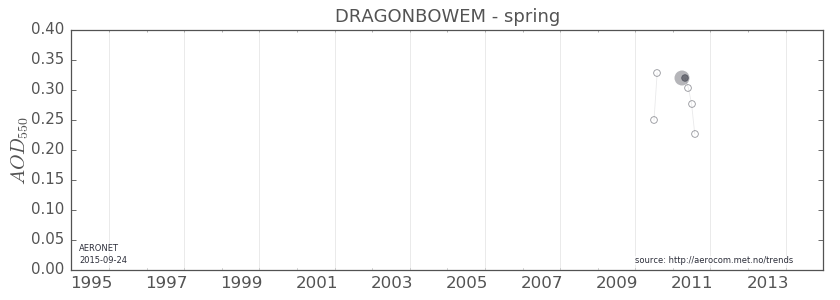 DRAGONBOWEM - spring
0.40
0.35
0.30
0.25
0.20
0.15
0.10
0.05
0.00
AOD550
AERONET
2015-09-24
source: http://aerocom.met.no/trends
1995 1997 1999 2001 2003 2005 2007 2009 2011 2013